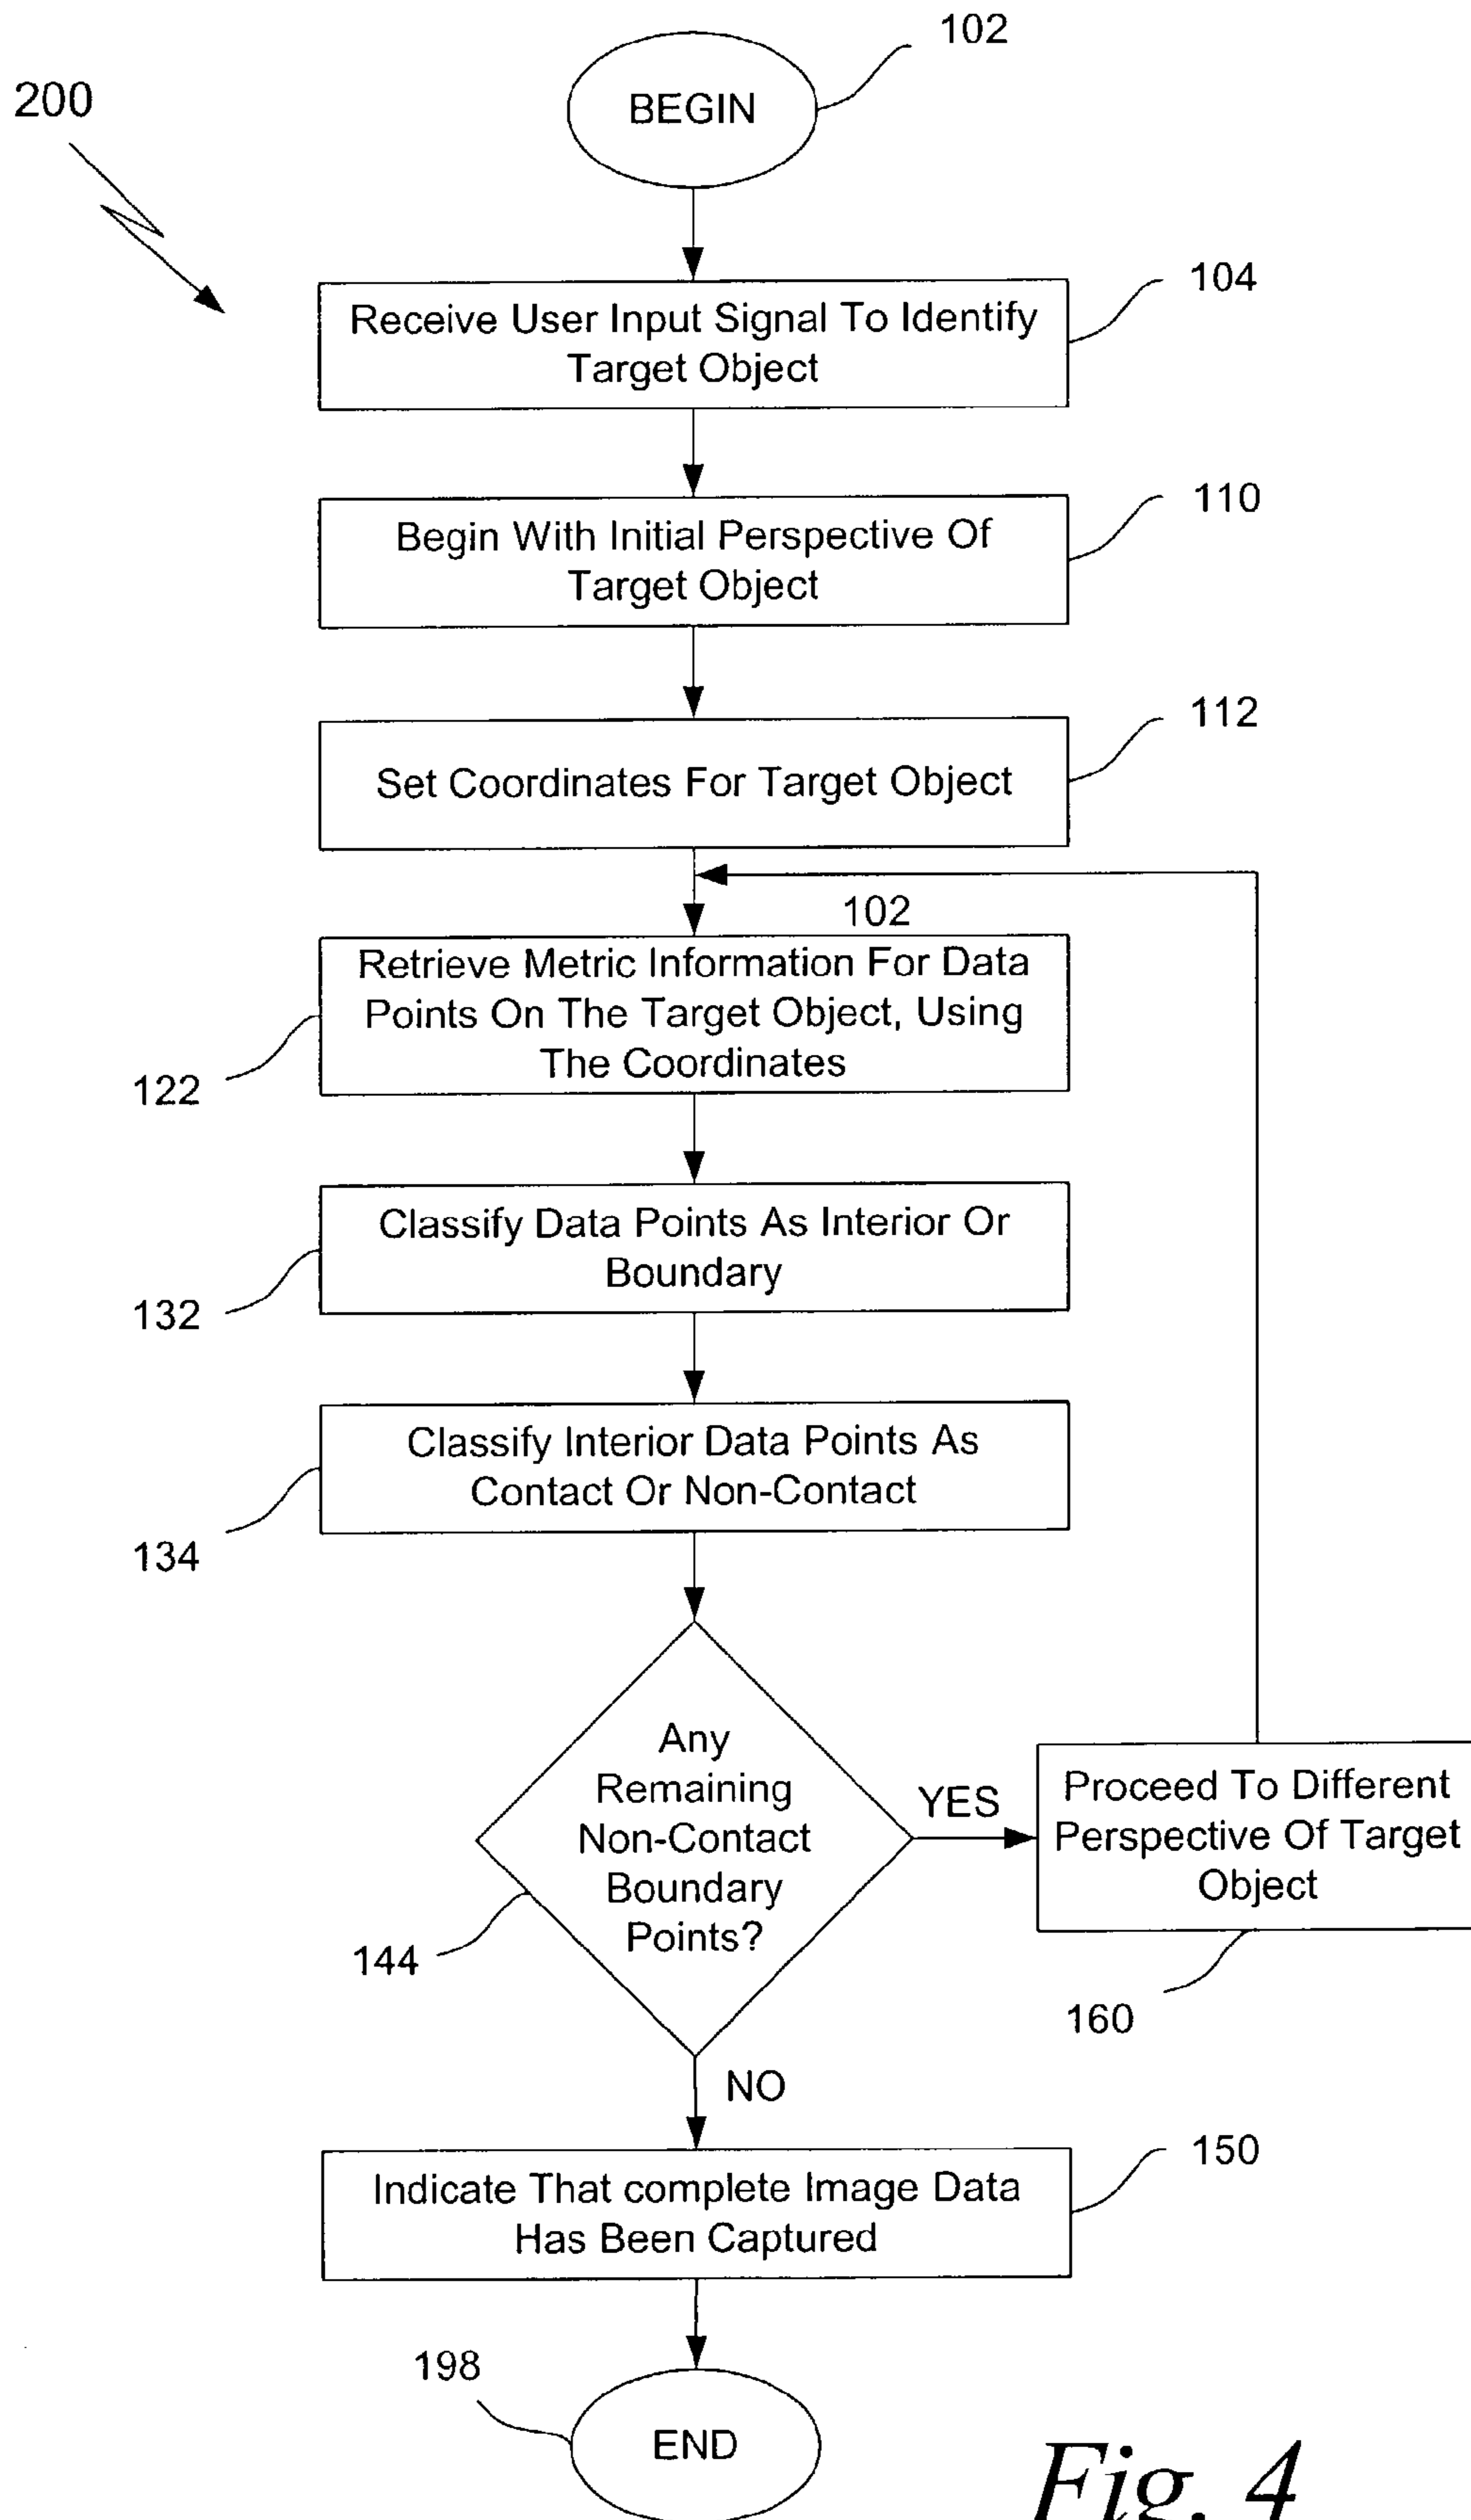 102
200
BEGIN
104
Receive User Input Signal To Identify
Target Object
110
Begin With Initial Perspective Of
Target Object
112
Set Coordinates For Target Object
102
Retrieve Metric Information For Data
Points On The Target Object, Using
The Coordinates
122
Classify Data Points As Interior Or
Boundary
132
Classify Interior Data Points As
Contact Or Non-Contact
134
Any
Remaining
Non-Contact
Boundary
Points?
144
YES
Proceed To Different
Perspective Of Target
Object
160
NO
150
Indicate That complete Image Data
Has Been Captured
198
END
Fig. 4